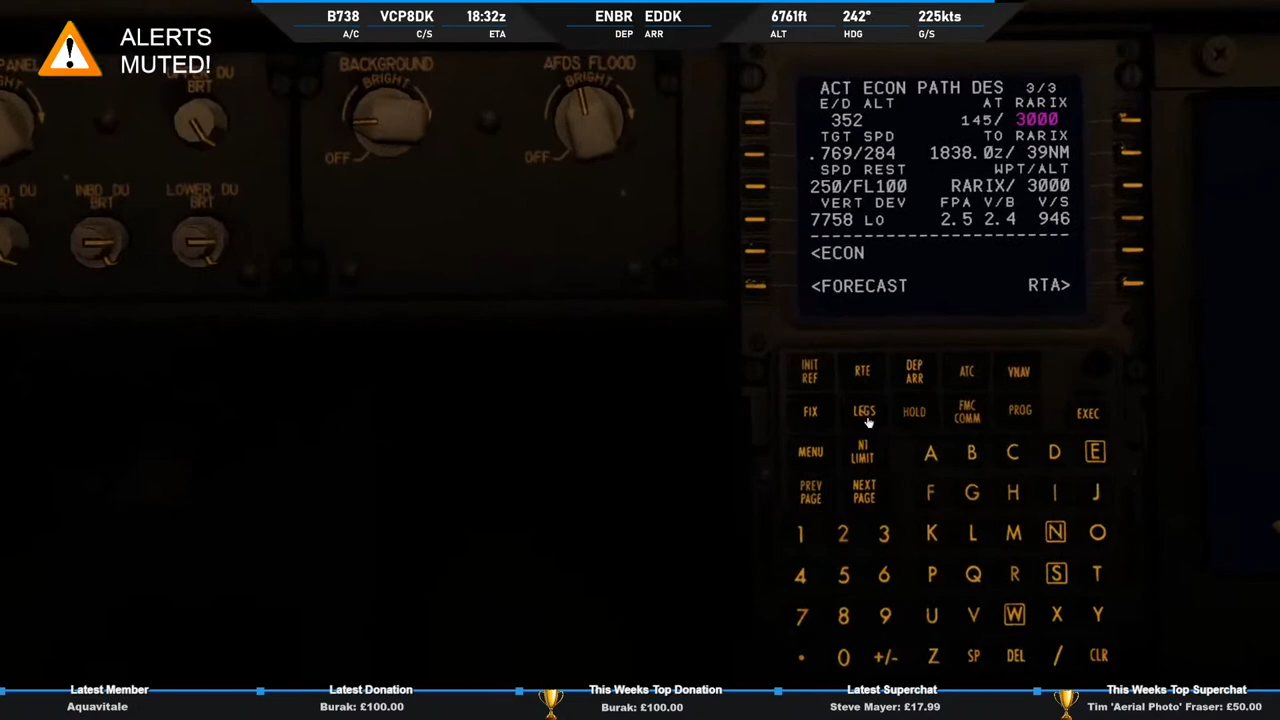 B738 VCP8DK 18:32z ENBR EDDK 6761ft 242° 225kts
A/C C/S ETA DEP ARR ALT HDG G/S
ALERTS
MUTED!
UPPER DU
BRT
BACKGROUND
BRIGHT
OFF
AFDS FLOOD
BRIGHT
OFF
INBD DU
BRT
LOWER DU
BRT
ACT ECON PATH DES 3/3
E/D ALT AT RARIX
352 145/ 3000
TGT SPD TO RARIX
.769/284 1838.0z/ 39NM
SPD REST WPT/ALT
250/FL100 RARIX/ 3000
VERT DEV FPA V/B V/S
7758 LO 2.5 2.4 946
<ECON
<FORECAST RTA>
INIT
REF
RTE
DEP
ARR
ATC
VNAV
FIX
LEGS
HOLD
FMC
COMM
PROG
EXEC
MENU
N1
LIMIT
A B C D E
PREV
PAGE
NEXT
PAGE
F G H I J
1 2 3 K L M N O
4 5 6 P Q R S T
7 8 9 U V W X Y
. 0 +/- Z SP DEL / CLR
Latest Member Latest Donation This Weeks Top Donation Latest Superchat This Weeks Top Superchat
Aquavitale Burak: £100.00 Burak: £100.00 Steve Mayer: £17.99 Tim 'Aerial Photo' Fraser: £50.00